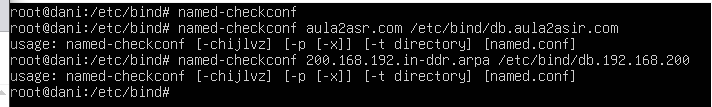 root@dani:/etc/bind# named-checkconf
root@dani:/etc/bind# named-checkconf aula2asr.com /etc/bind/db.aula2asir.com
usage: named-checkconf [-chijlvz] [-p [-x]] [-t directory] [named.conf]
root@dani:/etc/bind# named-checkconf 200.168.192.in-ddr.arpa /etc/bind/db.192.168.200
usage: named-checkconf [-chijlvz] [-p [-x]] [-t directory] [named.conf]
root@dani:/etc/bind#